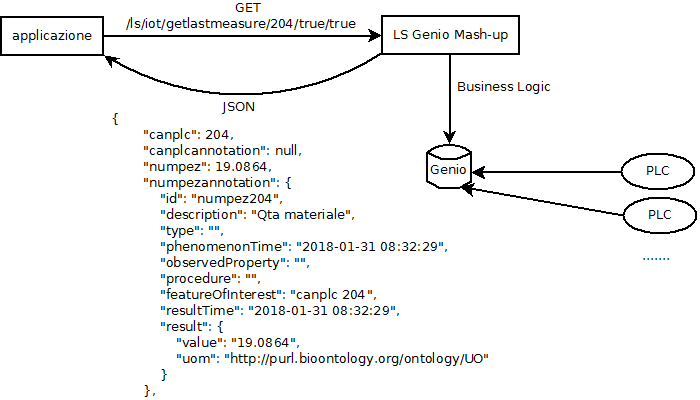 GET
/ls/iot/getlastmeasure/204/true/true
applicazione
LS Genio Mash-up
JSON
Business Logic
Genio
PLC
PLC
.......
{
"canplc": 204,
"canplcannotation": null,
"numpez": 19.0864,
"numpezannotation": {
"id": "numpez204",
"description": "Qta materiale",
"type": "",
"phenomenonTime": "2018-01-31 08:32:29",
"observedProperty": "",
"procedure": "",
"featureOfInterest": "canplc 204",
"resultTime": "2018-01-31 08:32:29",
"result": {
"value": "19.0864",
"uom": "http://purl.bioontology.org/ontology/UO"
}
},